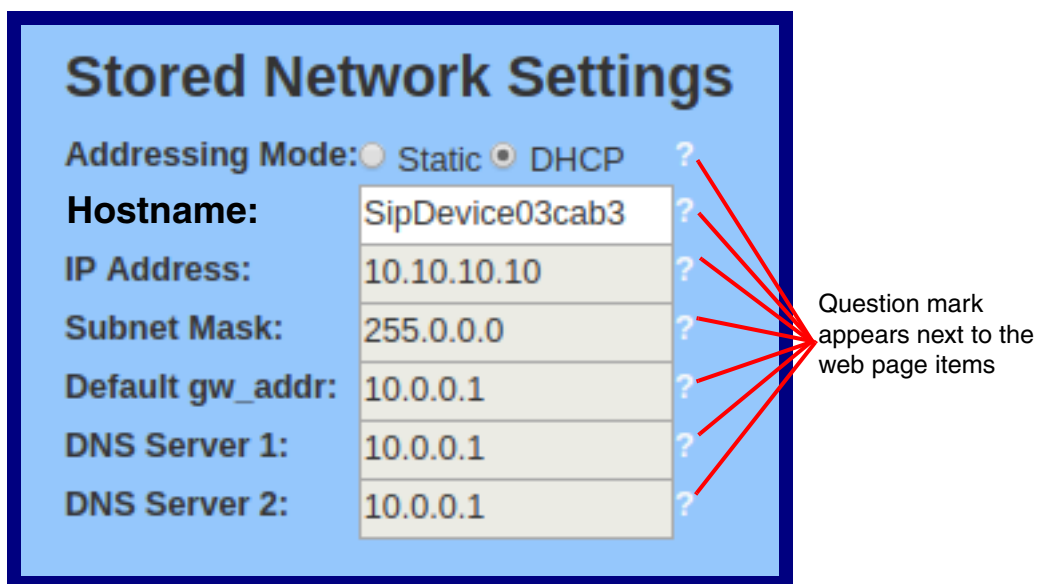 Stored Network Settings
Addressing Mode: Static DHCP ?
Hostname: SipDevice03cab3 ?
IP Address: 10.10.10.10 ?
Subnet Mask: 255.0.0.0 ?
Default gw_addr: 10.0.0.1 ?
DNS Server 1: 10.0.0.1 ?
DNS Server 2: 10.0.0.1 ?
Question mark
appears next to the
web page items